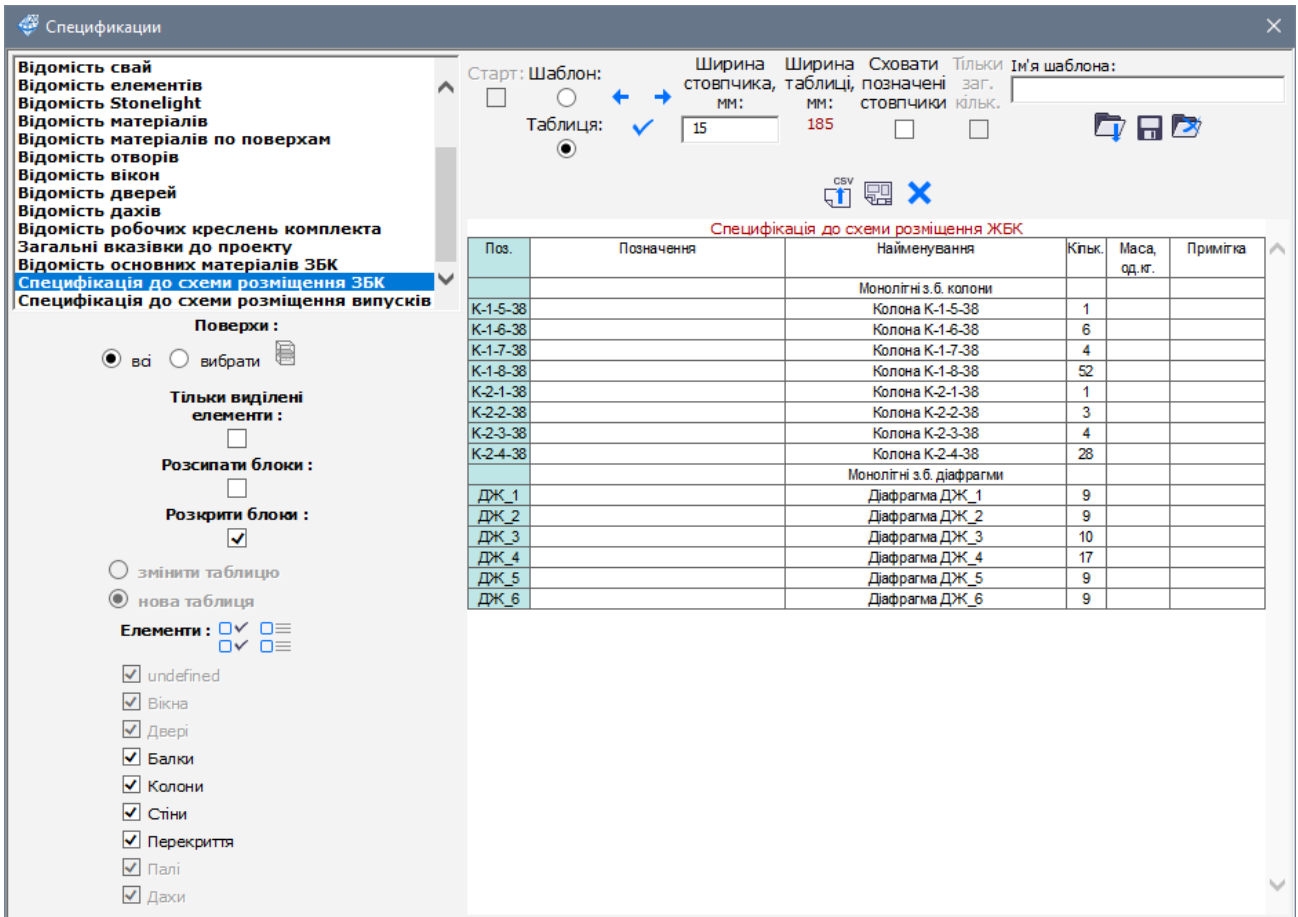 Спецификации
Відомість свай
Відомість елементів
Відомість Stonelight
Відомість матеріалів
Відомість матеріалів по поверхам
Відомість отворів
Відомість вікон
Відомість дверей
Відомість дахів
Відомість робочих креслень комплекта
Загальні вказівки до проекту
Відомість основних матеріалів ЗБК
Специфікація до схеми розміщення ЗБК
Специфікація до схеми розміщення випусків
Поверхи :
всі вибрати
Тільки виділені
елементи :
Розсипати блоки :
Розкрити блоки :
змінити таблицю
нова таблиця
Елементи :
undefined
Вікна
Двері
Балки
Колони
Стіни
Перекриття
Палі
Дахи
Старт: Шаблон:
Таблиця:
Ширина
стовпчика,
мм:
15
Ширина
таблиці,
мм:
185
Сховати
позначені
стовпчики
Тільки
заг.
кільк.
Ім'я шаблона:
CSV
Специфікація до схеми розміщення ЖБК
Поз. Позначення Найменування Кільк. Маса, од.кг. Примітка
Монолітні з.б. колони
К-1-5-38 Колона К-1-5-38 1
К-1-6-38 Колона К-1-6-38 6
К-1-7-38 Колона К-1-7-38 4
К-1-8-38 Колона К-1-8-38 52
К-2-1-38 Колона К-2-1-38 1
К-2-2-38 Колона К-2-2-38 3
К-2-3-38 Колона К-2-3-38 4
К-2-4-38 Колона К-2-4-38 28
Монолітні з.б. діафрагми
ДЖ_1 Діафрагма ДЖ_1 9
ДЖ_2 Діафрагма ДЖ_2 9
ДЖ_3 Діафрагма ДЖ_3 10
ДЖ_4 Діафрагма ДЖ_4 17
ДЖ_5 Діафрагма ДЖ_5 9
ДЖ_6 Діафрагма ДЖ_6 9